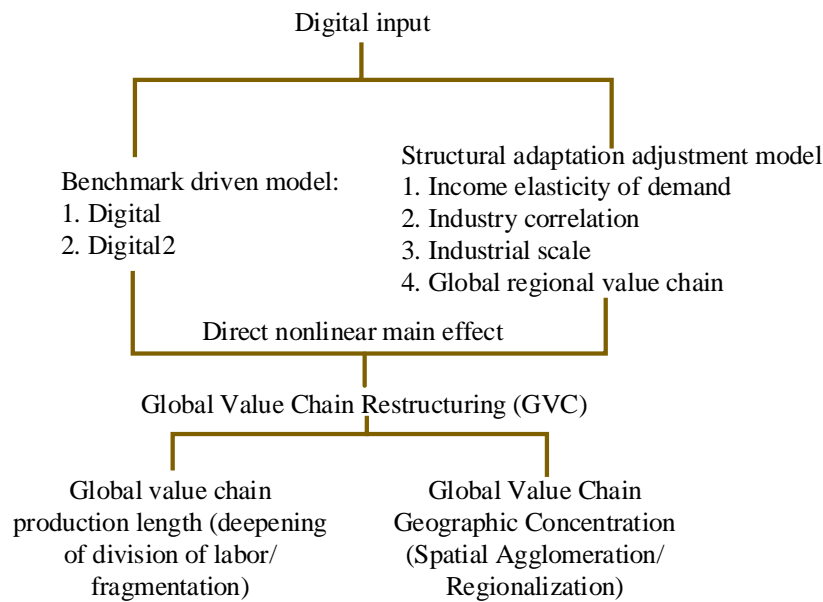 Digital input
Benchmark driven model:
1. Digital
2. Digital2
Structural adaptation adjustment model
1. Income elasticity of demand
2. Industry correlation
3. Industrial scale
4. Global regional value chain
Direct nonlinear main effect
Global Value Chain Restructuring (GVC)
Global value chain
production length (deepening
of division of labor/
fragmentation)
Global Value Chain
Geographic Concentration
(Spatial Agglomeration/
Regionalization)